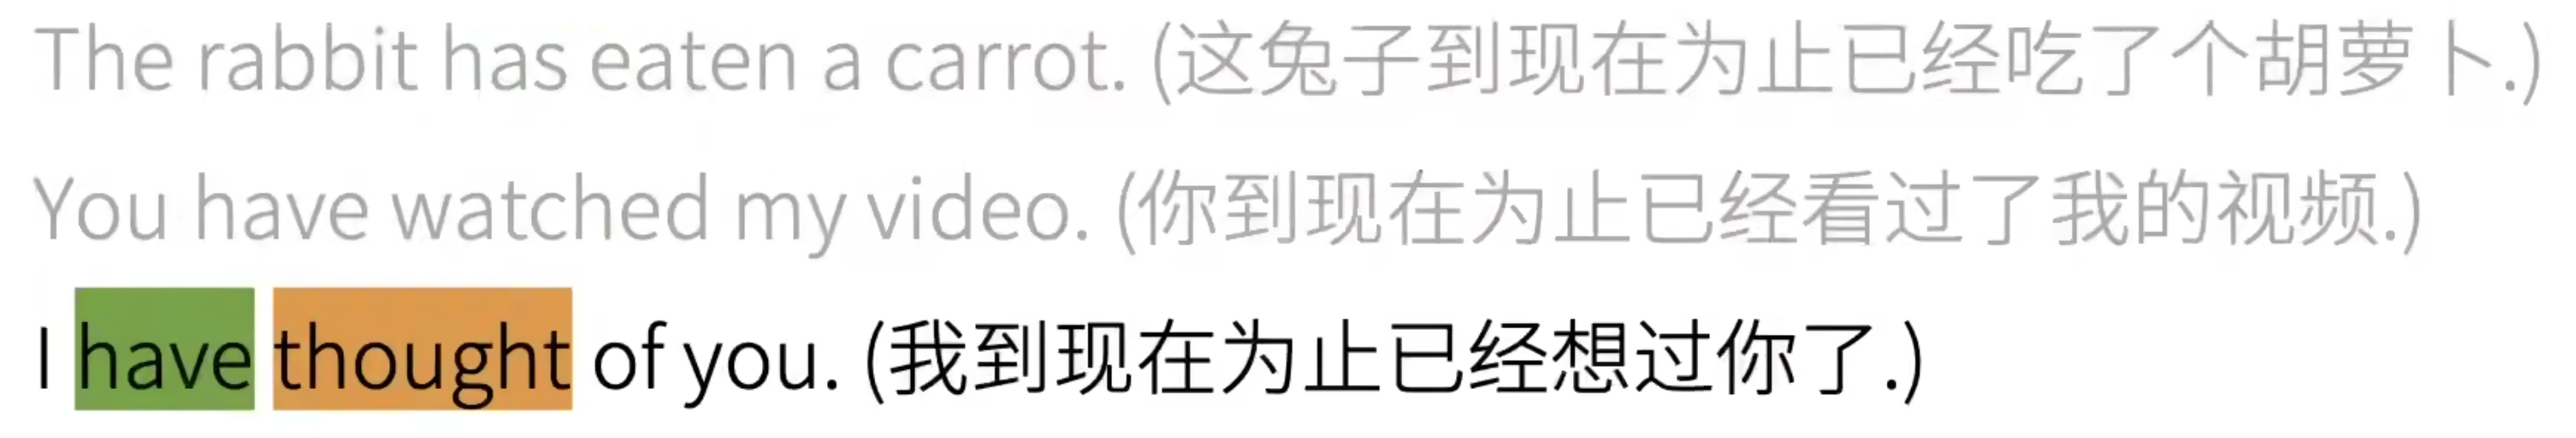 The rabbit has eaten a carrot. (这兔子到现在为止已经吃了个胡萝卜.)
You have watched my video. (你到现在为止已经看过了我的视频.)
I have thought of you. (我到现在为止已经想过你了.)